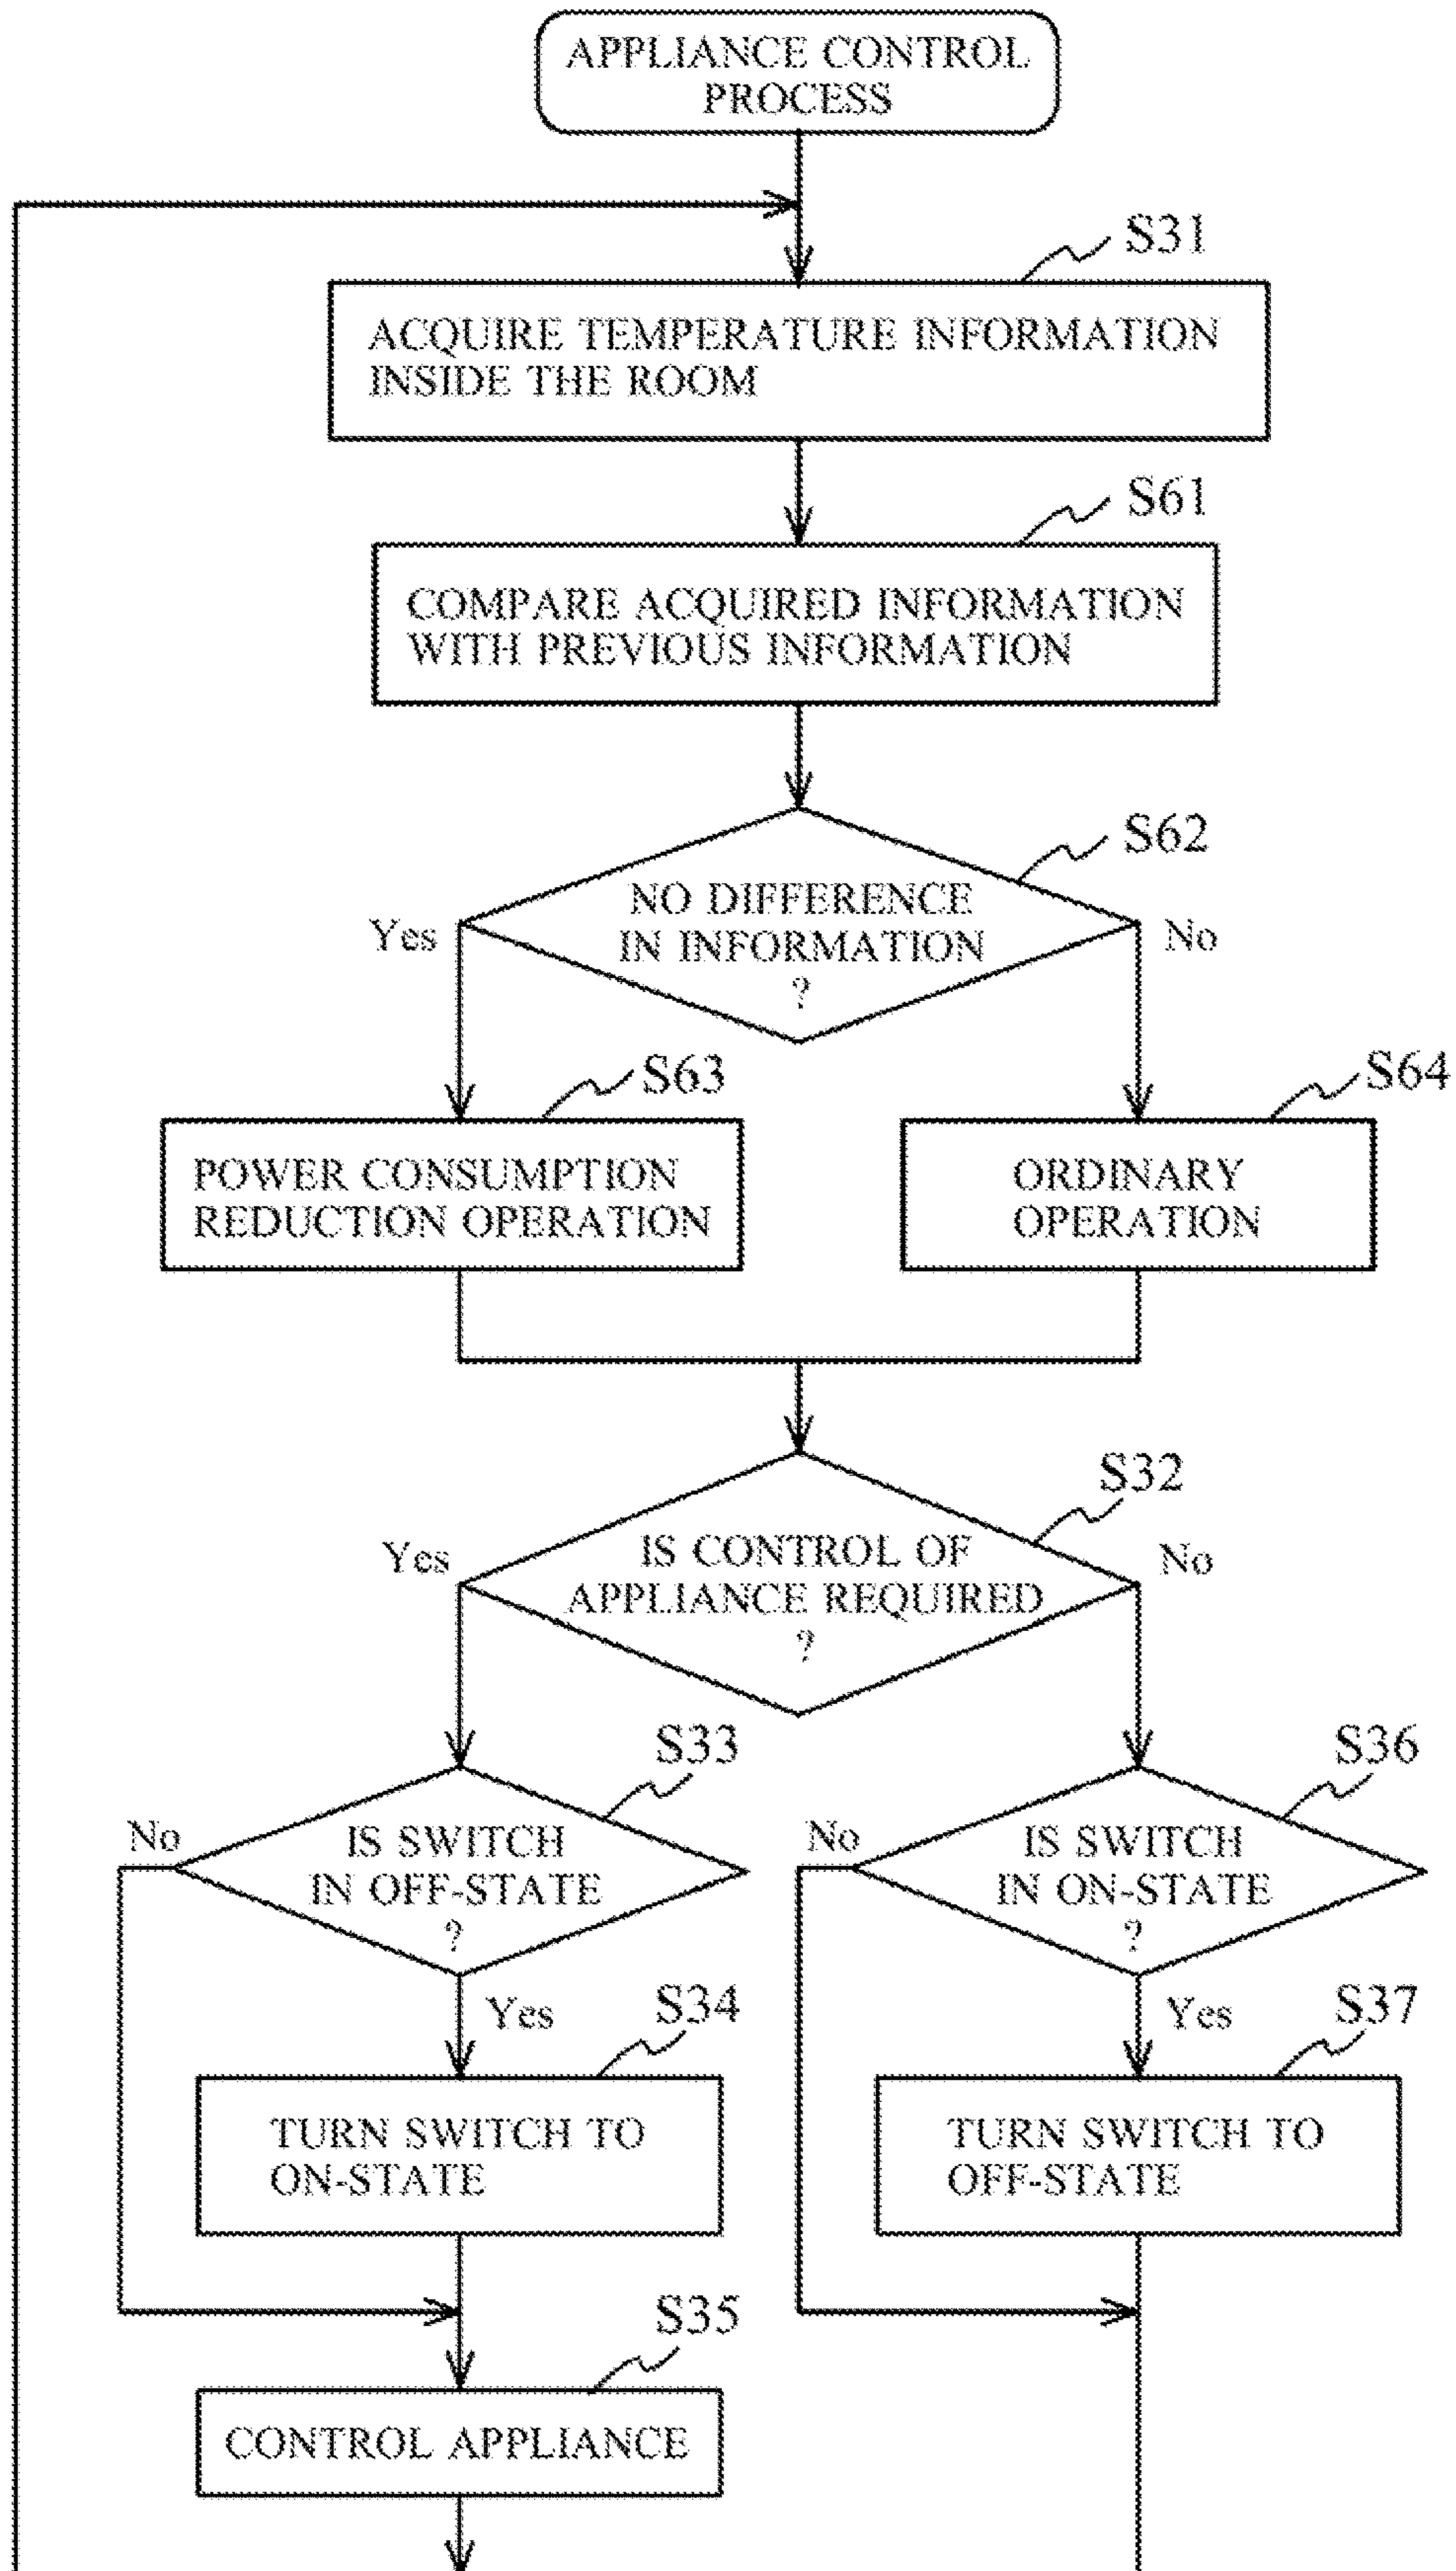 APPLIANCE CONTROL
PROCESS
S31
ACQUIRE TEMPERATURE INFORMATION
INSIDE THE ROOM
S61
COMPARE ACQUIRED INFORMATION
WITH PREVIOUS INFORMATION
S62
NO DIFFERENCE
IN INFORMATION
?
Yes
No
S63
S64
POWER CONSUMPTION
REDUCTION OPERATION
ORDINARY
OPERATION
S32
IS CONTROL OF
APPLIANCE REQUIRED
?
Yes
No
S33
S36
No
IS SWITCH
IN OFF-STATE
?
No
IS SWITCH
IN ON-STATE
?
Yes
S34
Yes
S37
TURN SWITCH TO
ON-STATE
TURN SWITCH TO
OFF-STATE
S35
CONTROL APPLIANCE